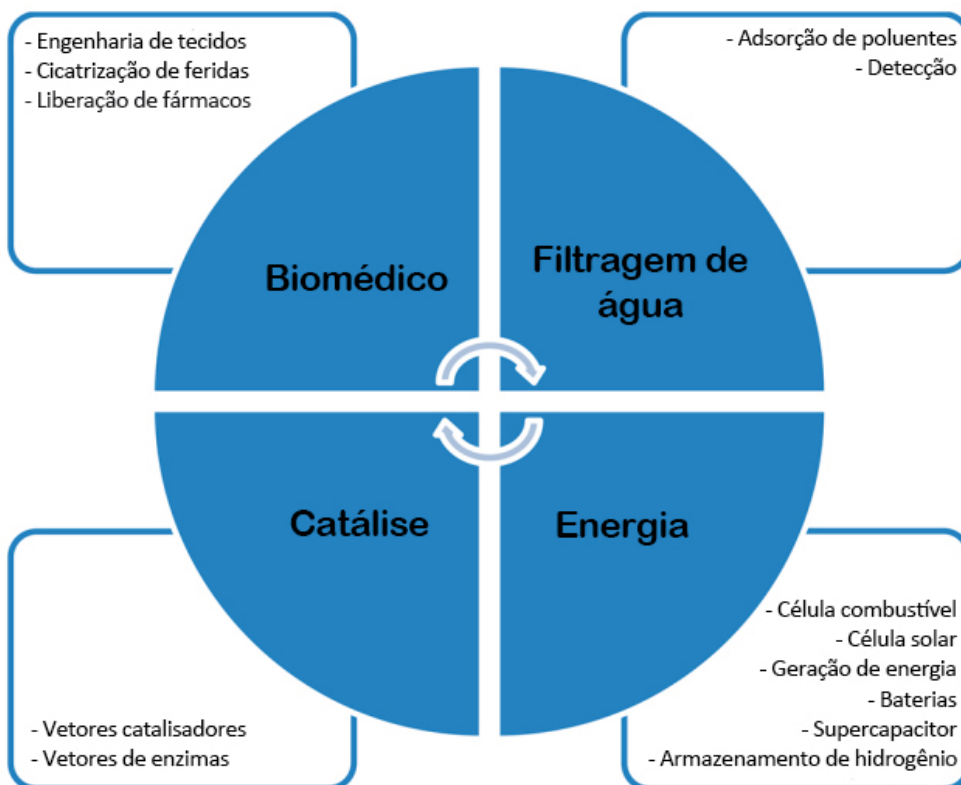 - Engenharia de tecidos
- Cicatrização de feridas
- Liberação de fármacos
- Adsorção de poluentes
- Detecção
Biomédico
Filtragem de
água
Catálise
Energia
- Vetores catalisadores
- Vetores de enzimas
- Célula combustível
- Célula solar
- Geração de energia
- Baterias
- Supercapacitor
- Armazenamento de hidrogênio